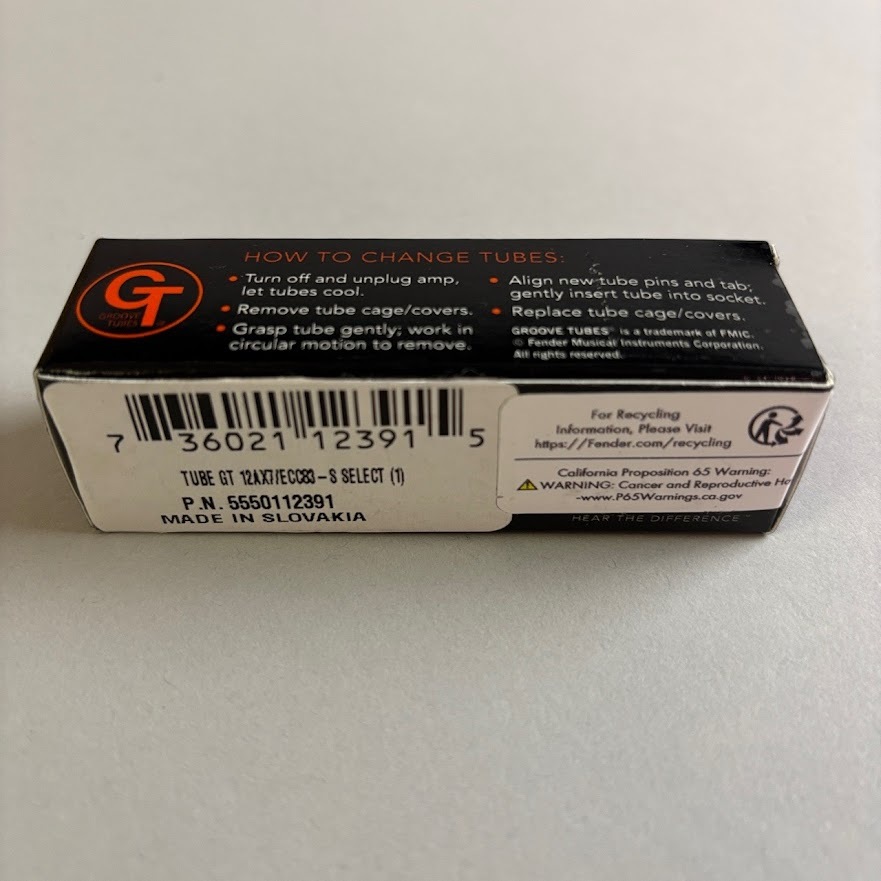 GT
GROOVE
TUBES
HOW TO CHANGE TUBES:
• Turn off and unplug amp,
let tubes cool.
• Remove tube cage/covers.
• Grasp tube gently; work in
circular motion to remove.
• Align new tube pins and tab;
gently insert tube into socket.
• Replace tube cage/covers.
GROOVE TUBES® is a trademark of FMIC.
© Fender Musical Instruments Corporation.
All rights reserved.
7 36021 12391 5
TUBE GT 12AX7/ECC83-S SELECT (1)
P.N. 5550112391
MADE IN SLOVAKIA
For Recycling
Information, Please Visit
https://Fender.com/recycling
California Proposition 65 Warning:
WARNING: Cancer and Reproductive Ha
-www.P65Warnings.ca.gov
HEAR THE DIFFERENCE™